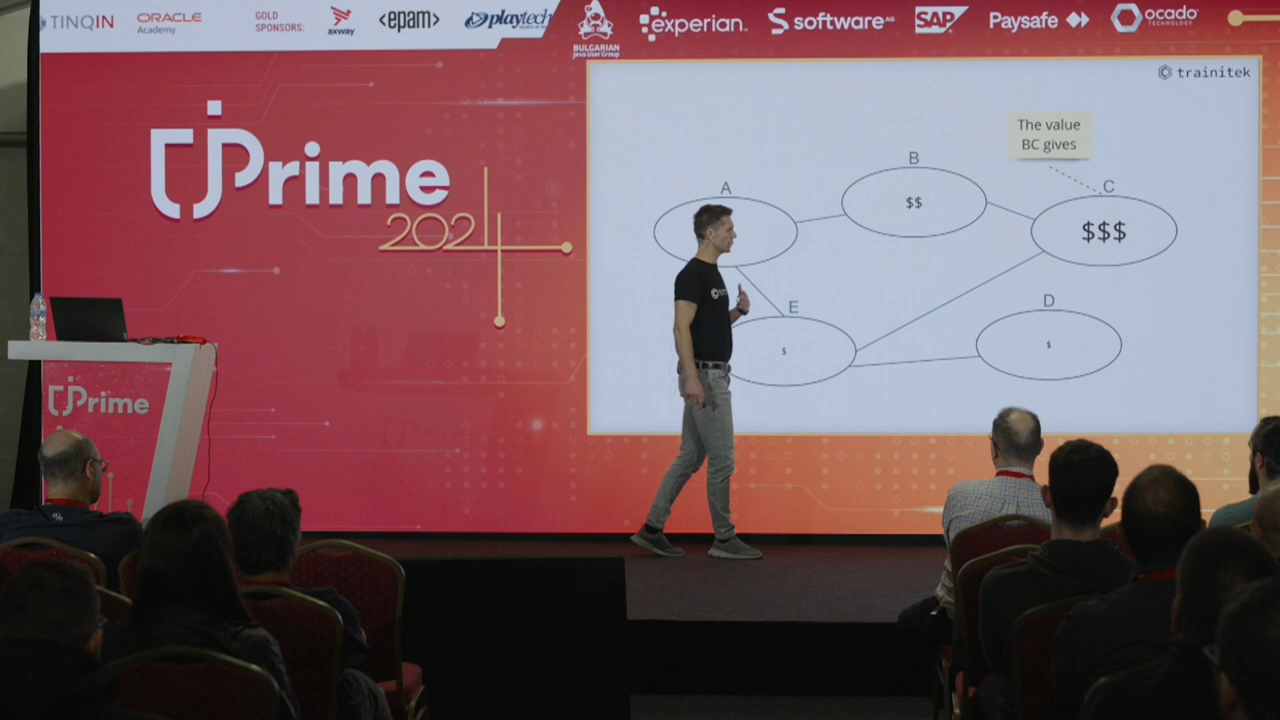 TINQIN
ORACLE
Academy
GOLD
SPONSORS:
axway
<epam>
playtech
BULGARIAN
Java User Group
experian.
software AG
SAP
Paysafe
ocado
TECHNOLOGY
jPrime
2024
trainitek
The value
BC gives
A
B
$$
C
$$$
E
$
D
$
jPrime